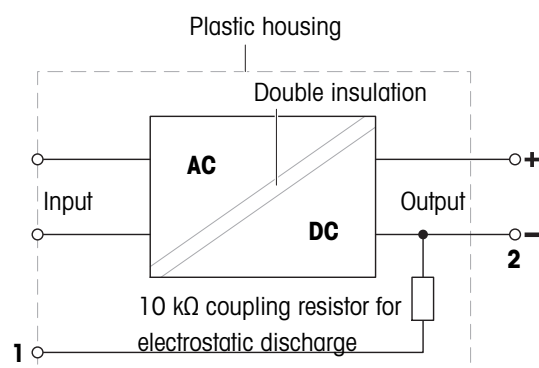 Plastic housing
Double insulation
AC
+
Input
Output
DC
–
2
10 kΩ coupling resistor for
electrostatic discharge
1